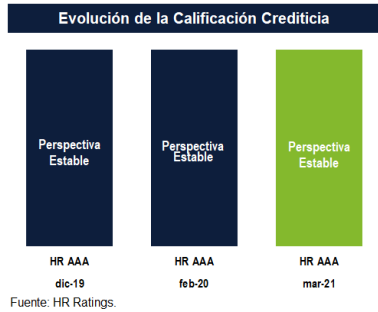 Evolución de la Calificación Crediticia
Perspectiva
Estable
Perspectiva
Estable
Perspectiva
Estable
HR AAA
HR AAA
HR AAA
dic-19
feb-20
mar-21
Fuente: HR Ratings.